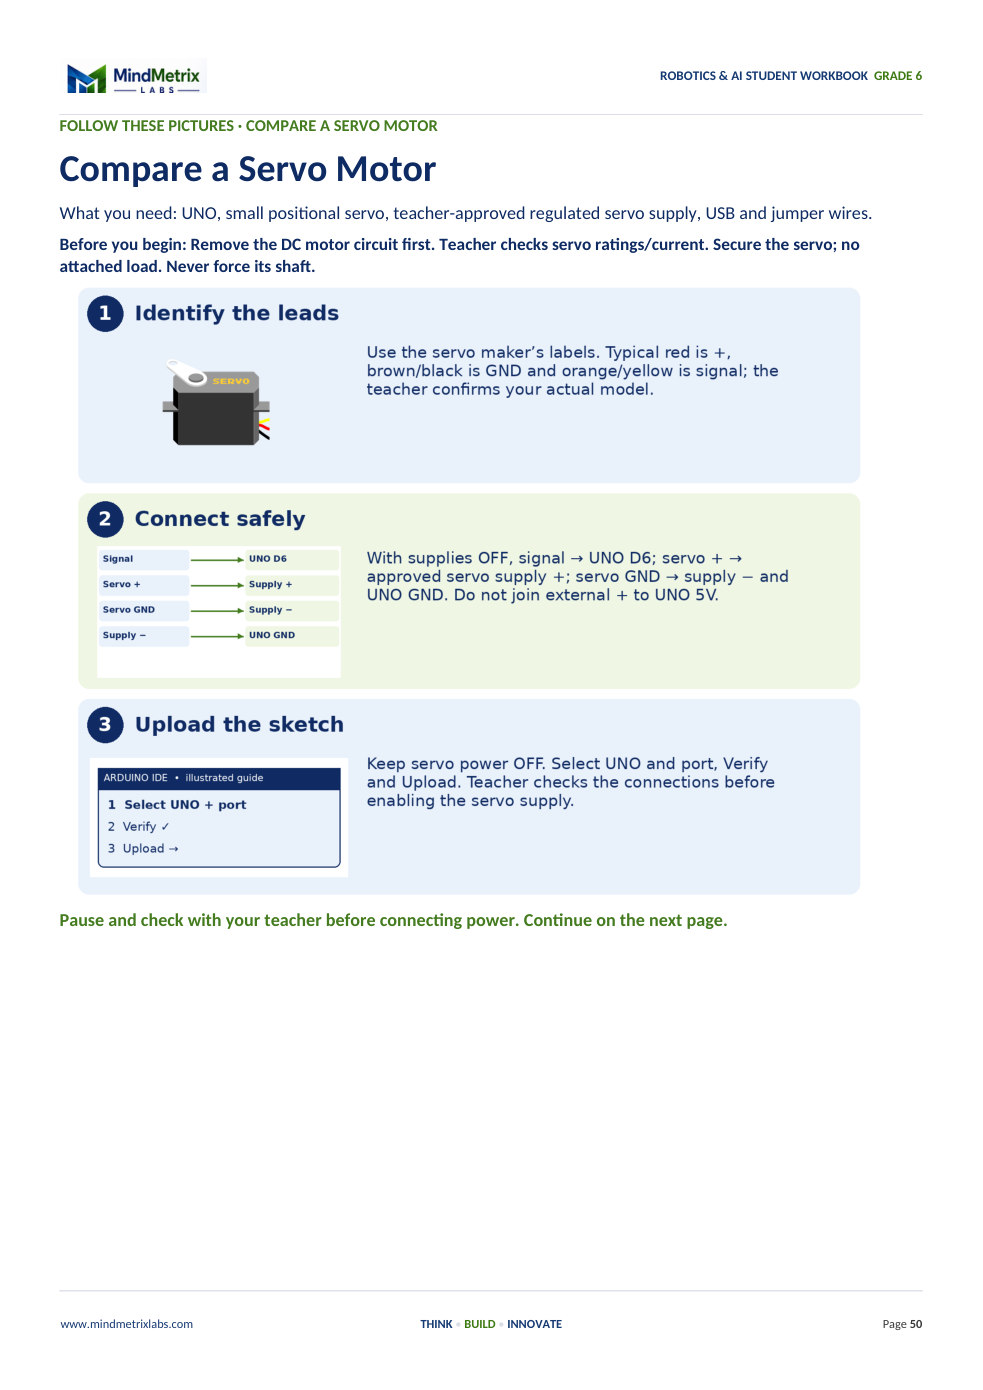 MindMetrix
LABS
ROBOTICS & AI STUDENT WORKBOOK GRADE 6
FOLLOW THESE PICTURES · COMPARE A SERVO MOTOR
Compare a Servo Motor
What you need: UNO, small positional servo, teacher-approved regulated servo supply, USB and jumper wires.
Before you begin: Remove the DC motor circuit first. Teacher checks servo ratings/current. Secure the servo; no
attached load. Never force its shaft.
1 Identify the leads
SERVO
Use the servo maker’s labels. Typical red is +,
brown/black is GND and orange/yellow is signal; the
teacher confirms your actual model.
2 Connect safely
Signal → UNO D6
Servo + → Supply +
Servo GND → Supply −
Supply − → UNO GND
With supplies OFF, signal → UNO D6; servo + →
approved servo supply +; servo GND → supply − and
UNO GND. Do not join external + to UNO 5V.
3 Upload the sketch
ARDUINO IDE • illustrated guide
1 Select UNO + port
2 Verify ✓
3 Upload →
Keep servo power OFF. Select UNO and port, Verify
and Upload. Teacher checks the connections before
enabling the servo supply.
Pause and check with your teacher before connecting power. Continue on the next page.
www.mindmetrixlabs.com
THINK • BUILD • INNOVATE
Page 50